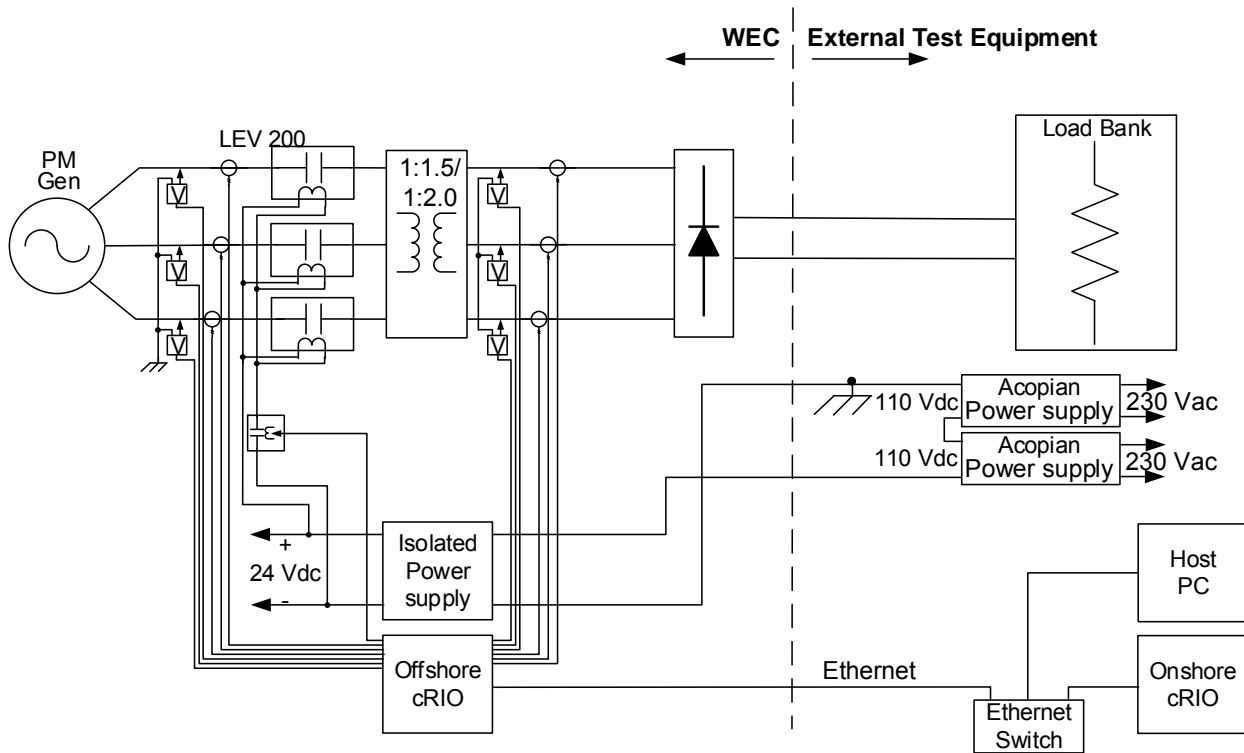 WEC
External Test Equipment
LEV 200
PM
Gen
1:1.5/
1:2.0
Load Bank
V
V
V
V
V
V
110 Vdc
Acopian
Power supply
230 Vac
110 Vdc
Acopian
Power supply
230 Vac
+
24 Vdc
-
Isolated
Power
supply
Host
PC
Offshore
cRIO
Ethernet
Ethernet
Switch
Onshore
cRIO